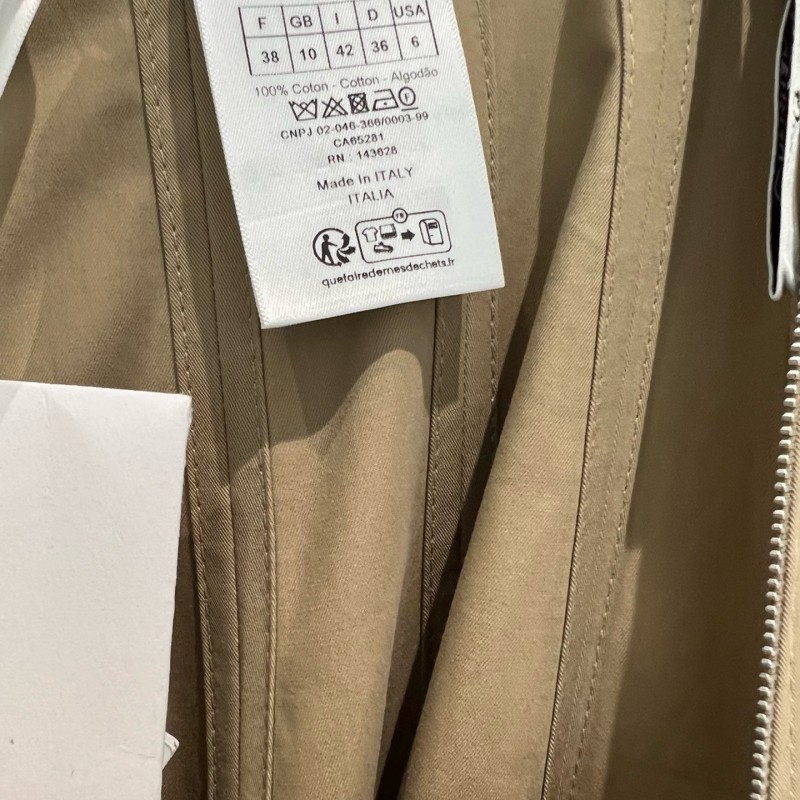 F GB I D USA
38 10 42 36 6
100% Coton - Cotton - Algodão
CNPJ 02-046-366/0003-99
CA65281
RN : 143628
Made In ITALY
ITALIA
FR
quefairedemesdechets.fr